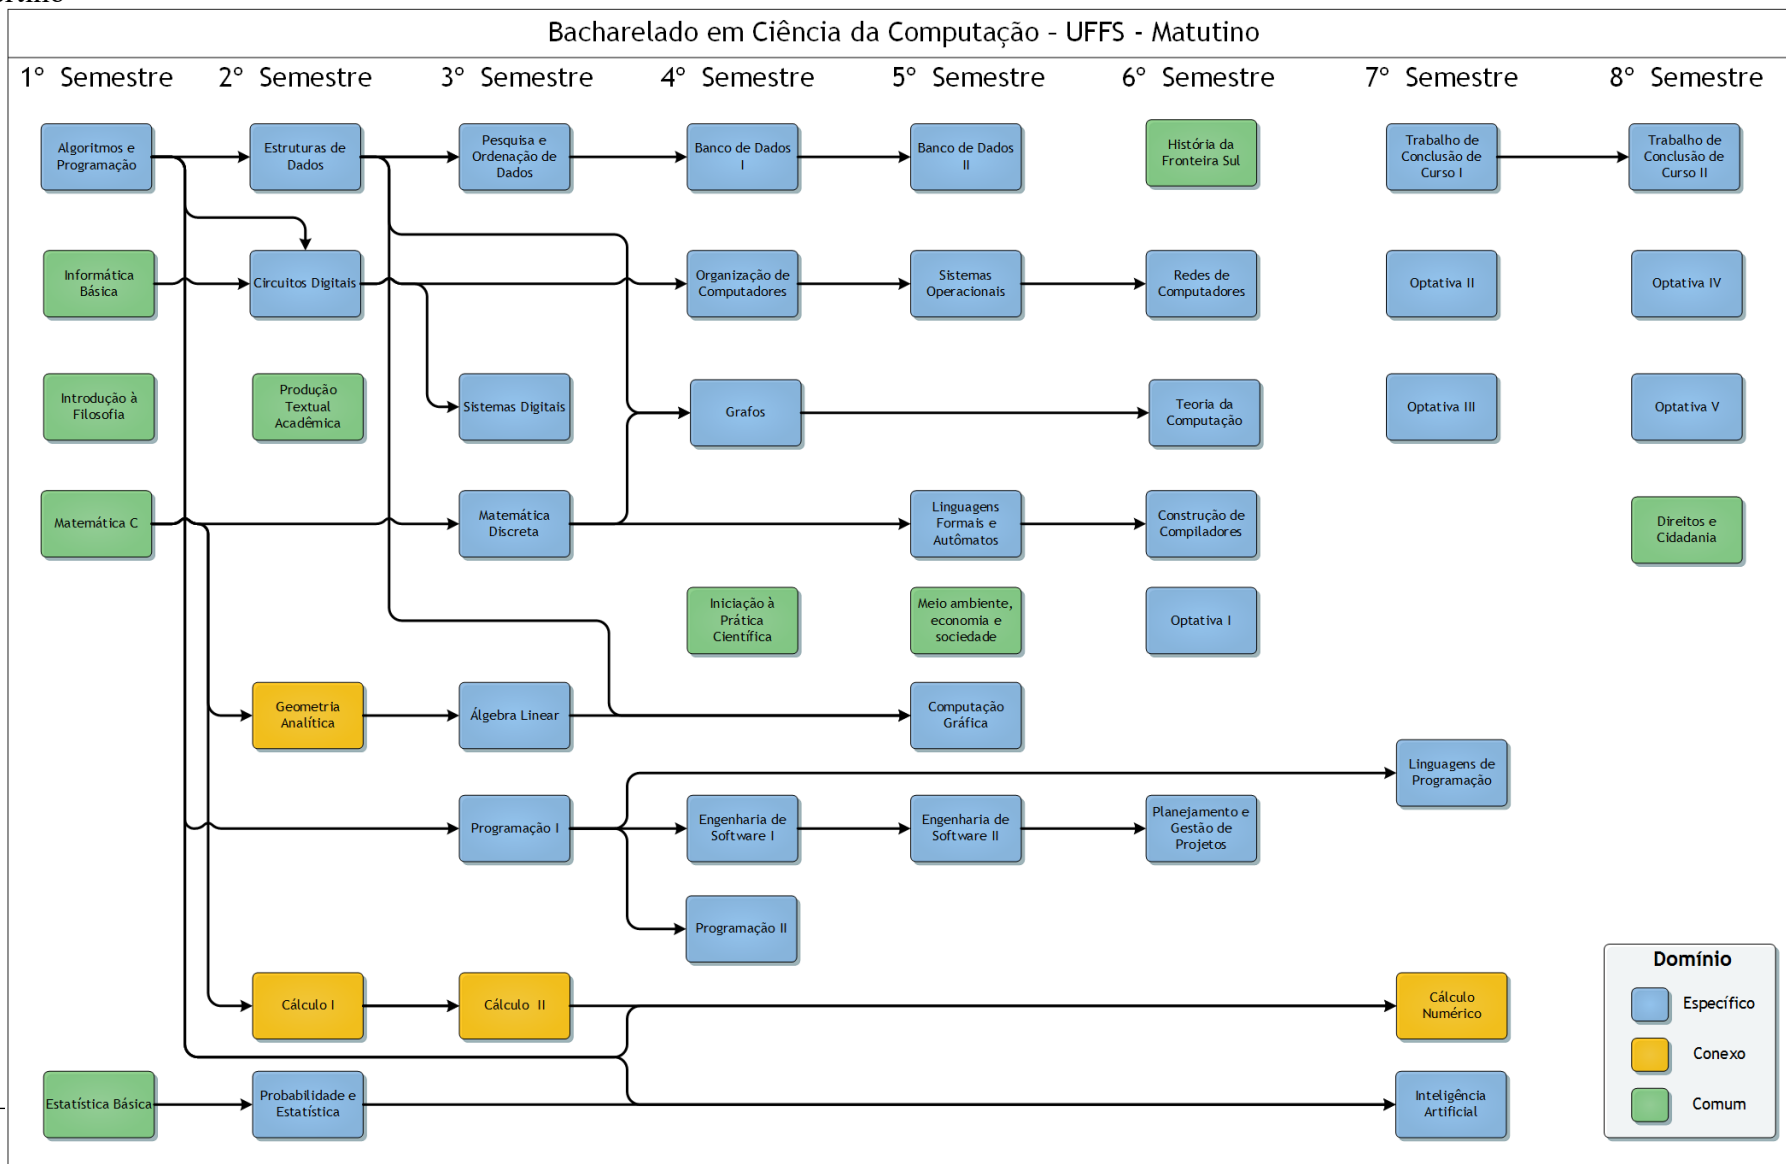 Bacharelado em Ciência da Computação - UFFS - Matutino
1° Semestre
2° Semestre
3° Semestre
4° Semestre
5° Semestre
6° Semestre
7° Semestre
8° Semestre
Algoritmos e
Programação
Estruturas de
Dados
Pesquisa e
Ordenação de
Dados
Banco de Dados
I
Banco de Dados
II
História da
Fronteira Sul
Trabalho de
Conclusão de
Curso I
Trabalho de
Conclusão de
Curso II
Informática
Básica
Circuitos Digitais
Organização de
Computadores
Sistemas
Operacionais
Redes de
Computadores
Optativa II
Optativa IV
Introdução à
Filosofia
Produção
Textual
Acadêmica
Sistemas Digitais
Grafos
Teoria da
Computação
Optativa III
Optativa V
Matemática C
Matemática
Discreta
Linguagens
Formais e
Autômatos
Construção de
Compiladores
Direitos e
Cidadania
Iniciação à
Prática
Científica
Meio ambiente,
economia e
sociedade
Optativa I
Geometria
Analítica
Álgebra Linear
Computação
Gráfica
Linguagens de
Programação
Programação I
Engenharia de
Software I
Engenharia de
Software II
Planejamento e
Gestão de
Projetos
Programação II
Cálculo I
Cálculo II
Cálculo
Numérico
Estatística Básica
Probabilidade e
Estatística
Inteligência
Artificial
Domínio
Específico
Conexo
Comum